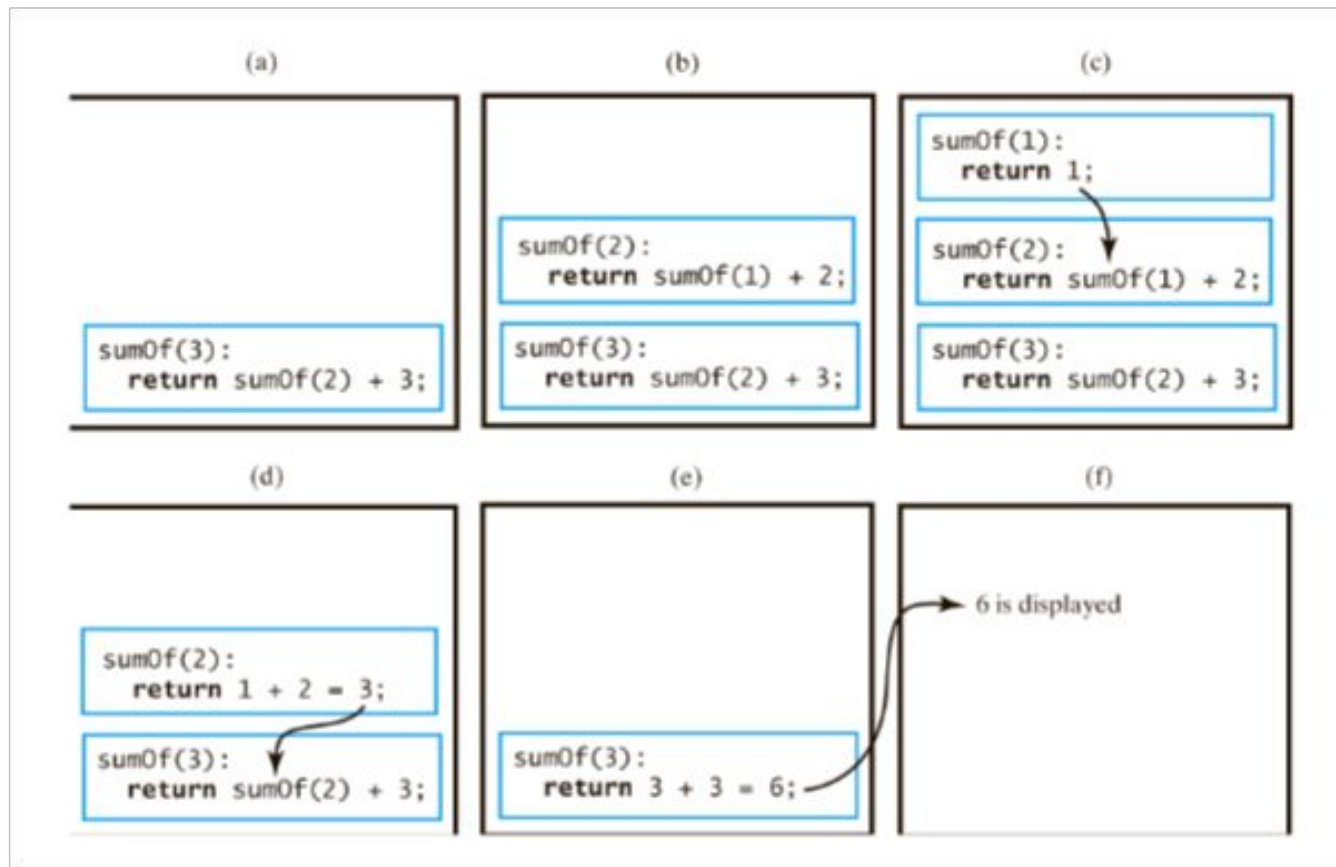 (a)
sumOf(3):
return sumOf(2) + 3;
(b)
sumOf(2):
return sumOf(1) + 2;
sumOf(3):
return sumOf(2) + 3;
(c)
sumOf(1):
return 1;
sumOf(2):
return sumOf(1) + 2;
sumOf(3):
return sumOf(2) + 3;
(d)
sumOf(2):
return 1 + 2 = 3;
sumOf(3):
return sumOf(2) + 3;
(e)
sumOf(3):
return 3 + 3 = 6;
(f)
6 is displayed